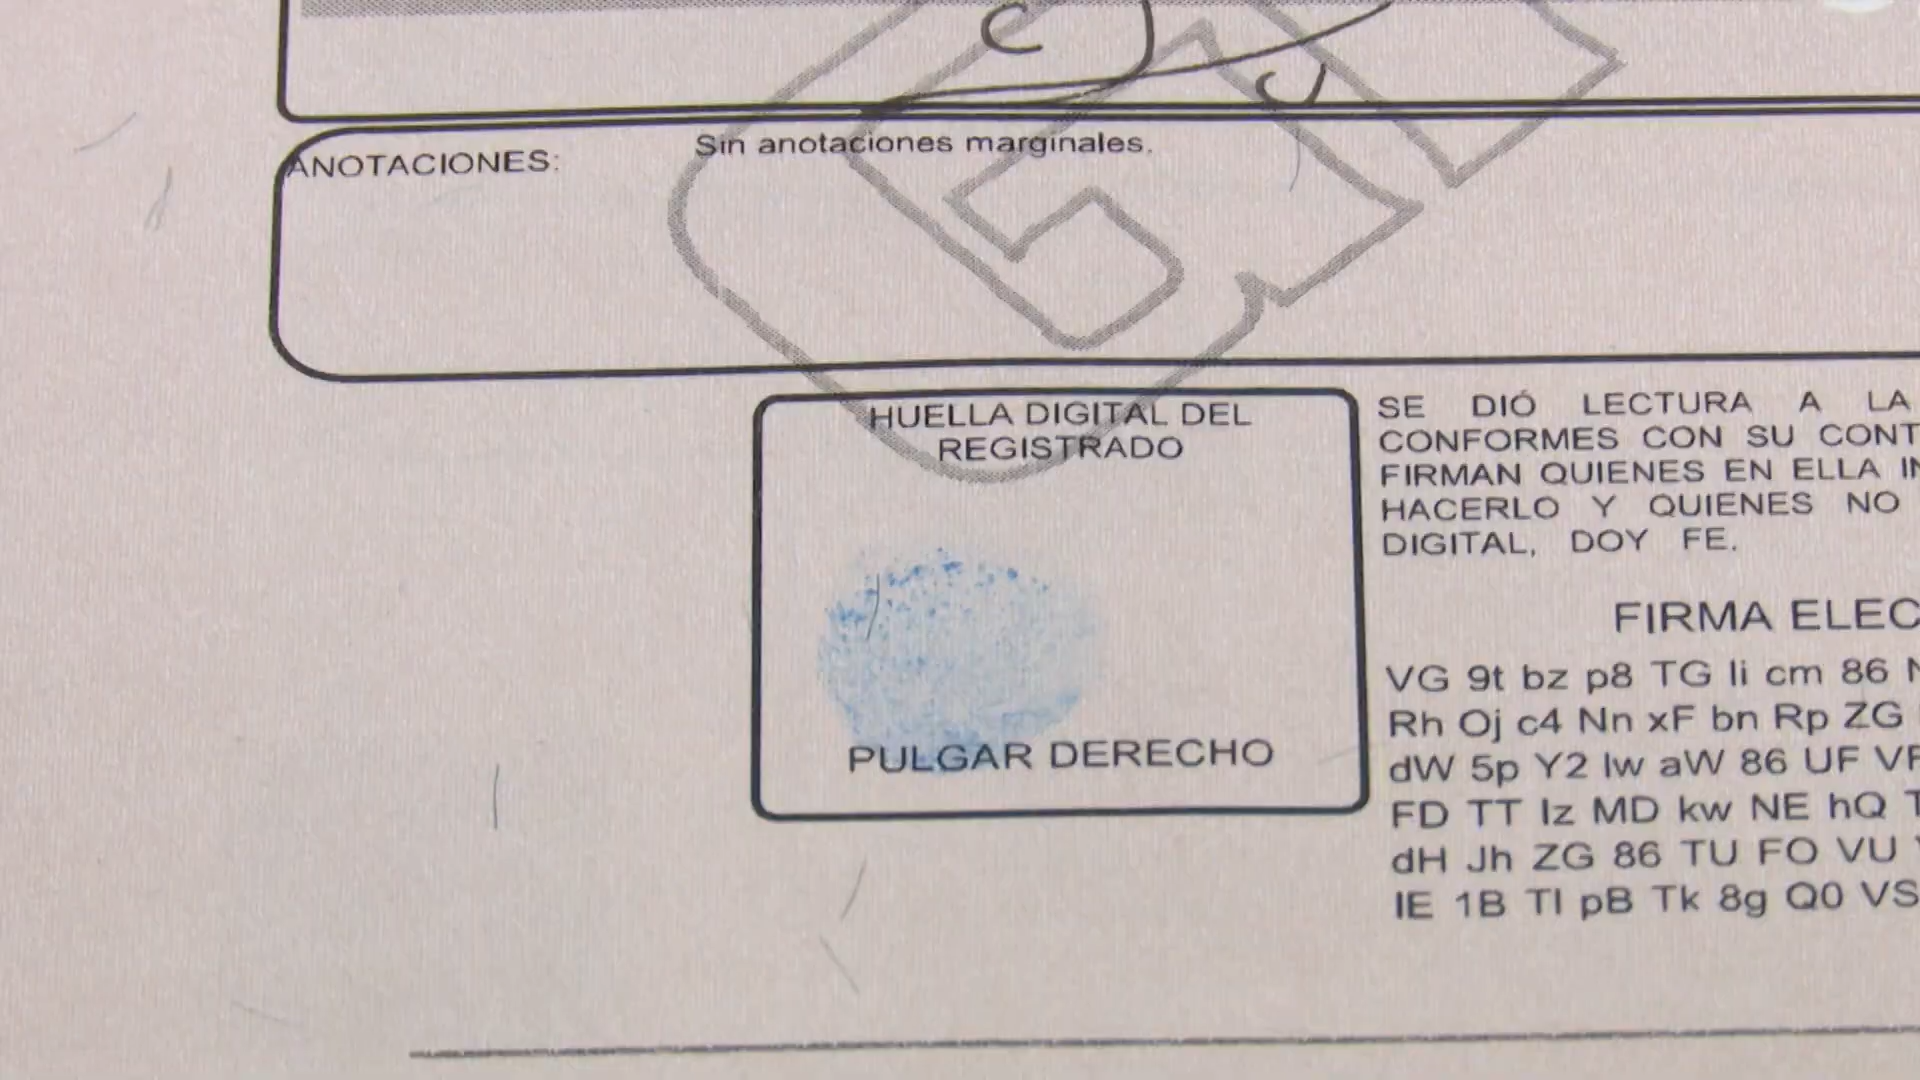 ANOTACIONES:
Sin anotaciones marginales.
HUELLA DIGITAL DEL
REGISTRADO
PULGAR DERECHO
SE DIÓ LECTURA A LA
CONFORMES CON SU CONT
FIRMAN QUIENES EN ELLA IN
HACERLO Y QUIENES NO
DIGITAL, DOY FE.
FIRMA ELEC
VG 9t bz p8 TG li cm 86 N
Rh Oj c4 Nn xF bn Rp ZG
dW 5p Y2 lw aW 86 UF VF
FD TT Iz MD kw NE hQ T
dH Jh ZG 86 TU FO VU
IE 1B TI pB Tk 8g Q0 VS